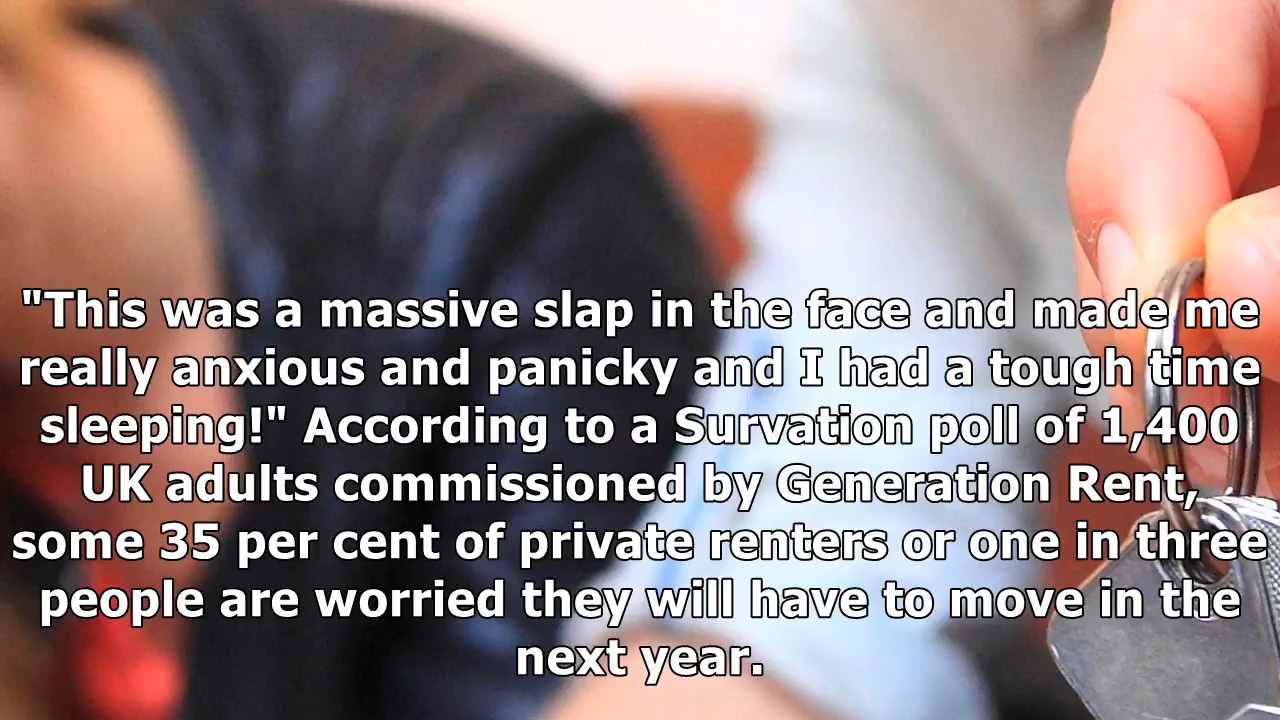 "This was a massive slap in the face and made me
really anxious and panicky and I had a tough time
sleeping!" According to a Survation poll of 1,400
UK adults commissioned by Generation Rent,
some 35 per cent of private renters or one in three
people are worried they will have to move in the
next year.